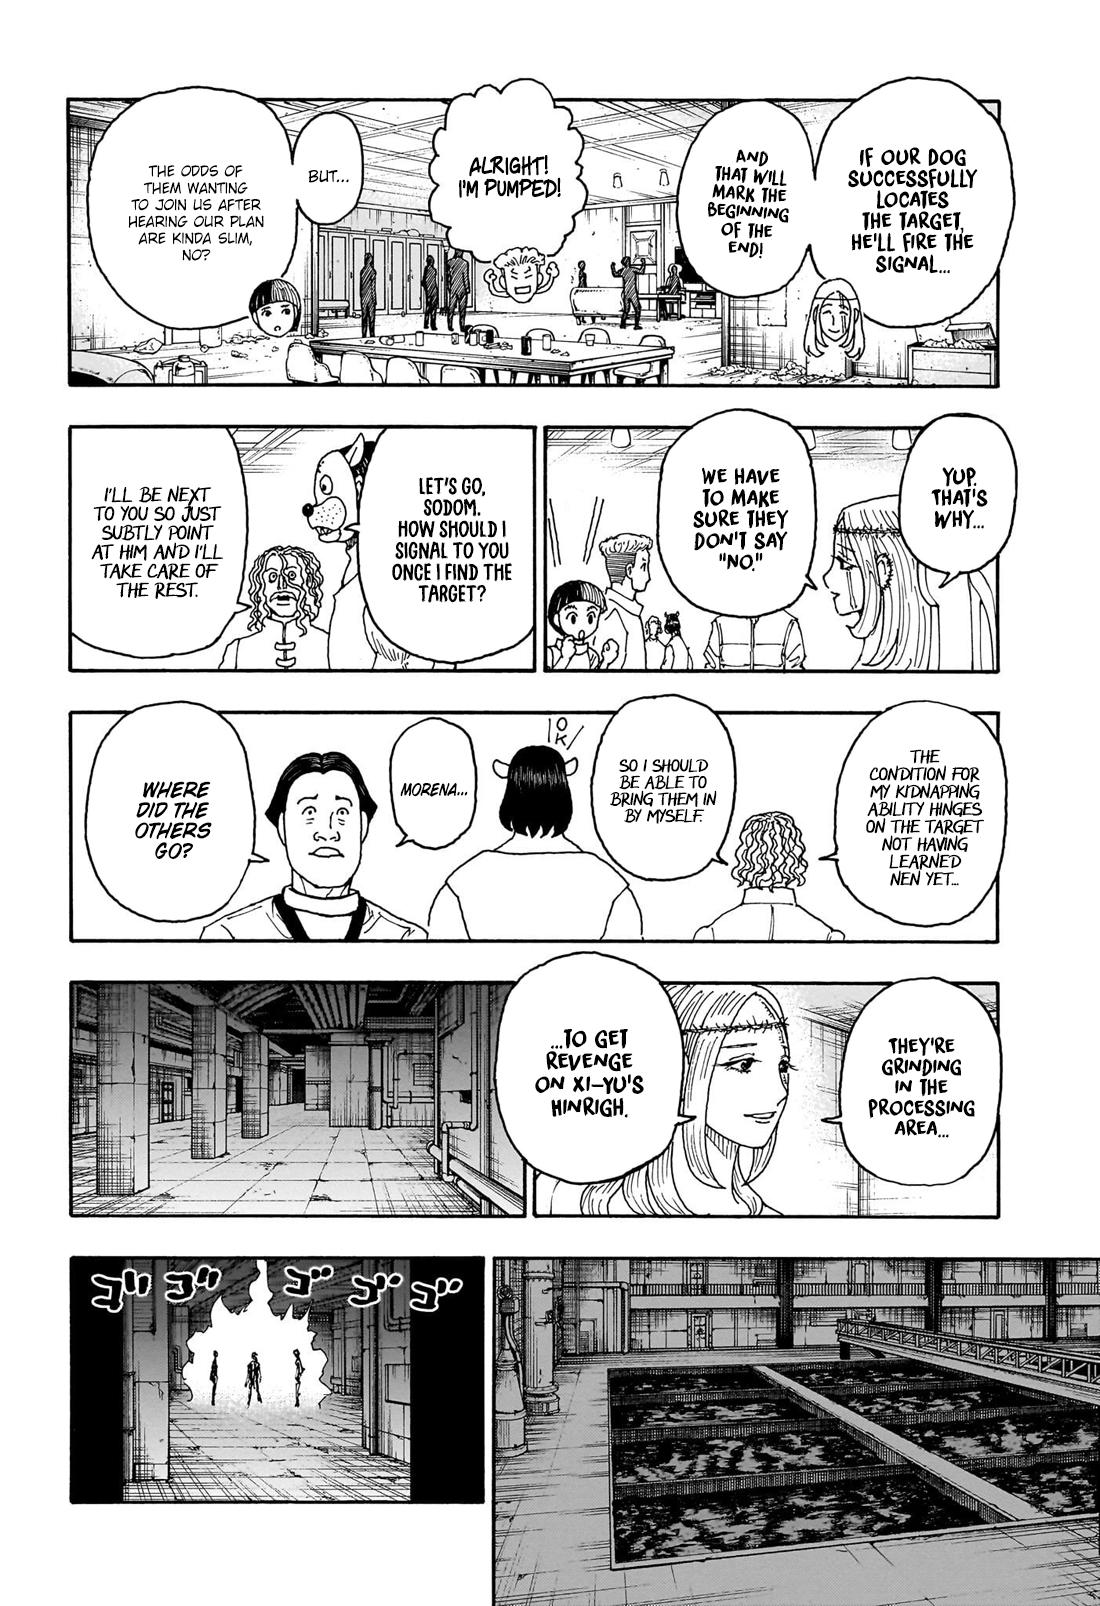 IF OUR DOG
SUCCESSFULLY
LOCATES
THE TARGET,
HE'LL FIRE THE
SIGNAL...
AND
THAT WILL
MARK THE
BEGINNING
OF THE
END!
ALRIGHT!
I'M PUMPED!
BUT...
THE ODDS OF
THEM WANTING
TO JOIN US AFTER
HEARING OUR PLAN
ARE KINDA SLIM,
NO?
YUP.
THAT'S
WHY...
WE HAVE
TO MAKE
SURE THEY
DON'T SAY
"NO."
LET'S GO,
SODOM.
HOW SHOULD I
SIGNAL TO YOU
ONCE I FIND THE
TARGET?
I'LL BE NEXT
TO YOU SO JUST
SUBTLY POINT
AT HIM AND I'LL
TAKE CARE OF
THE REST.
THE
CONDITION FOR
MY KIDNAPPING
ABILITY HINGES
ON THE TARGET
NOT HAVING
LEARNED
NEN YET...
SO I SHOULD
BE ABLE TO
BRING THEM IN
BY MYSELF.
OK
MORENA...
WHERE
DID THE
OTHERS
GO?
THEY'RE
GRINDING
IN THE
PROCESSING
AREA...
...TO GET
REVENGE
ON XI-YU'S
HINRIGH.
ゴゴゴゴゴ